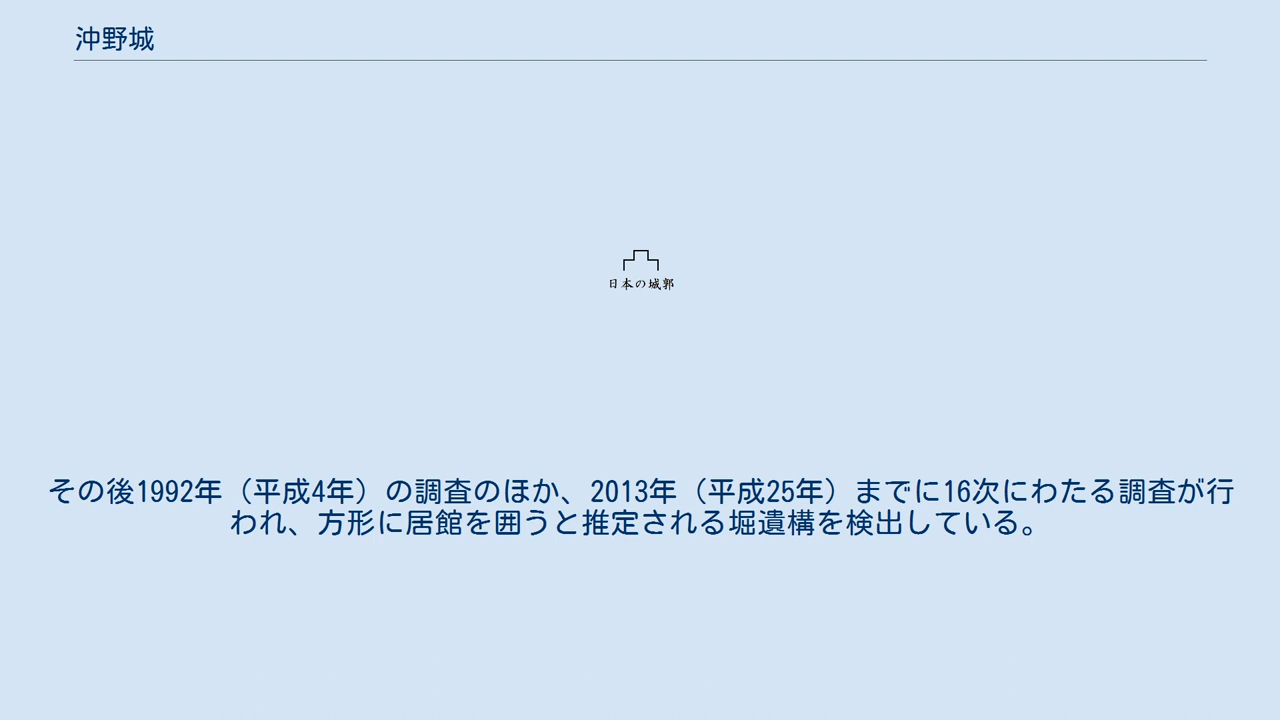 沖野城
日本の城郭
その後1992年（平成4年）の調査のほか、2013年（平成25年）までに16次にわたる調査が行
われ、方形に居館を囲うと推定される堀遺構を検出している。